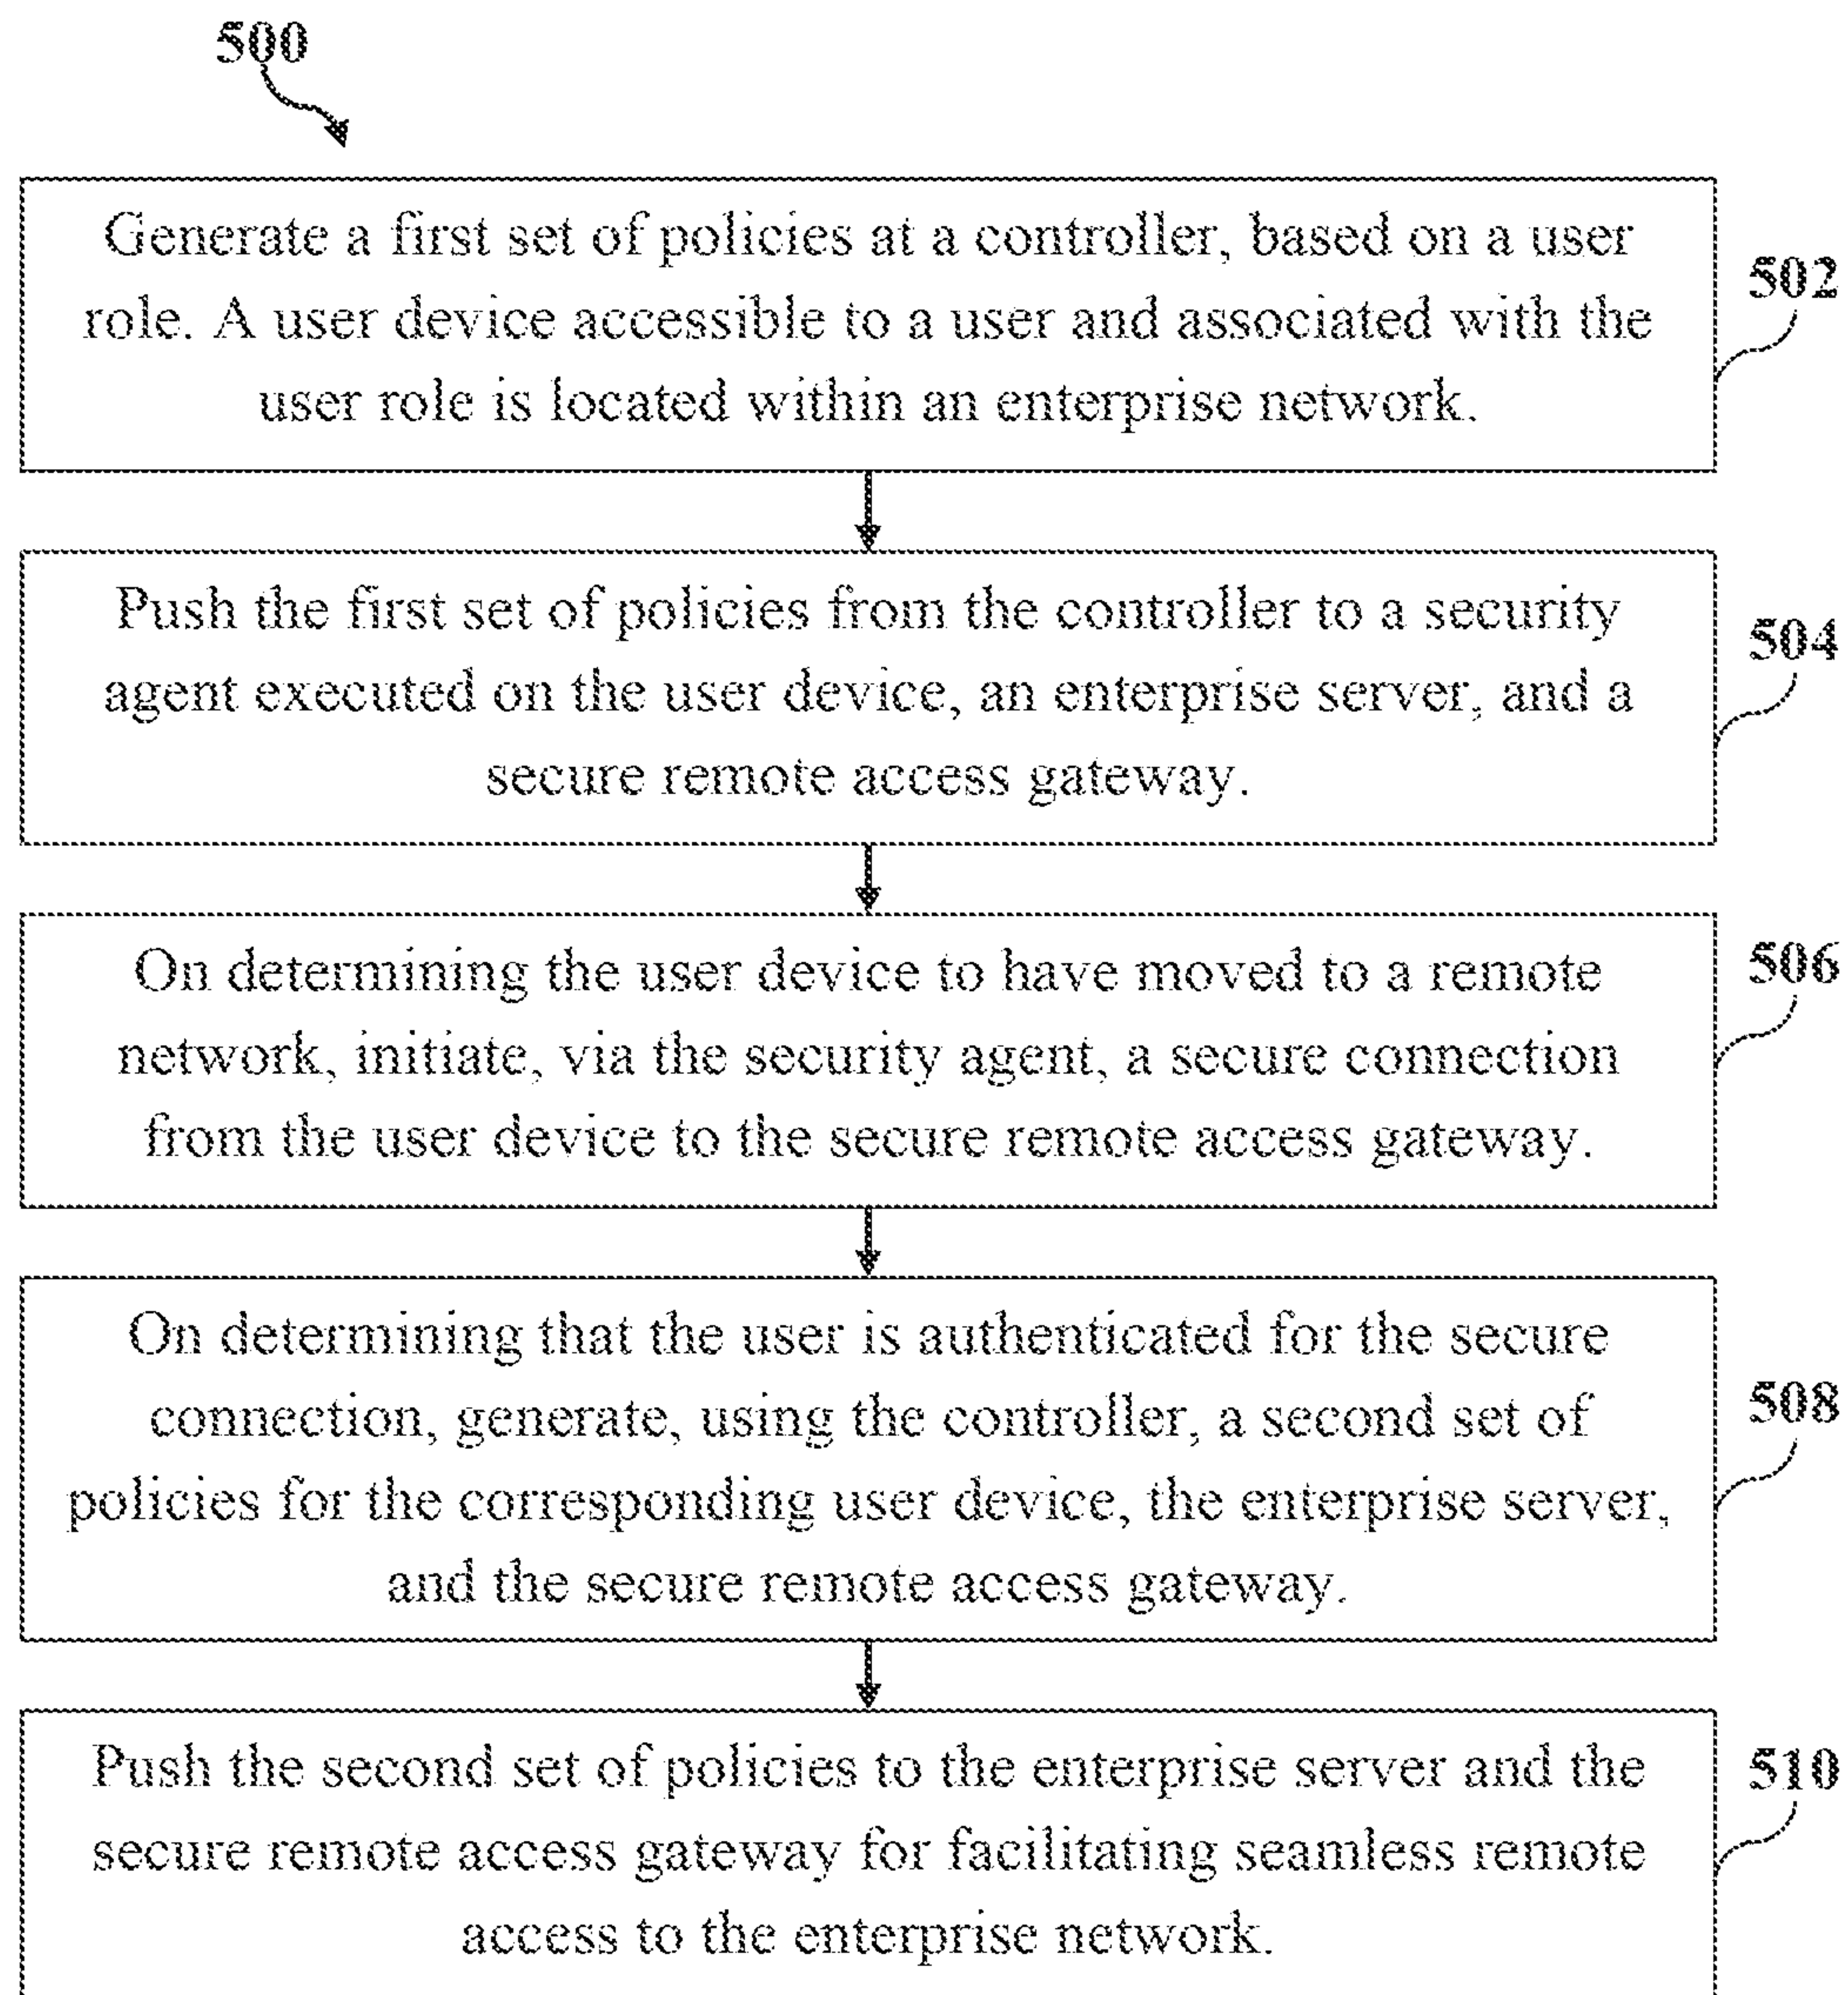 500
Generate a first set of policies at a controller, based on a user
role. A user device accessible to a user and associated with the
user role is located within an enterprise network.
502
Push the first set of policies from the controller to a security
agent executed on the user device, an enterprise server, and a
secure remote access gateway.
504
On determining the user device to have moved to a remote
network, initiate, via the security agent, a secure connection
from the user device to the secure remote access gateway.
506
On determining that the user is authenticated for the secure
connection, generate, using the controller, a second set of
policies for the corresponding user device, the enterprise server,
and the secure remote access gateway.
508
Push the second set of policies to the enterprise server and the
secure remote access gateway for facilitating seamless remote
access to the enterprise network.
510